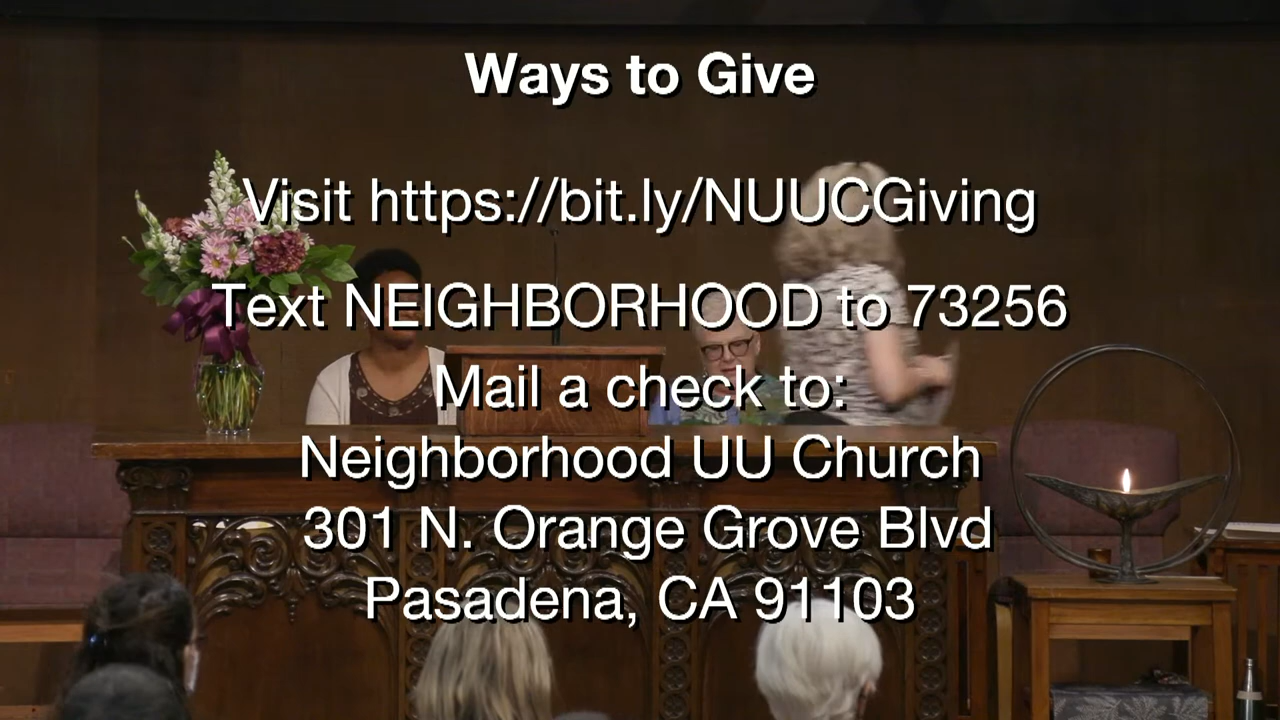 Ways to Give
Visit https://bit.ly/NUUCGiving
Text NEIGHBORHOOD to 73256
Mail a check to:
Neighborhood UU Church
301 N. Orange Grove Blvd
Pasadena, CA 91103